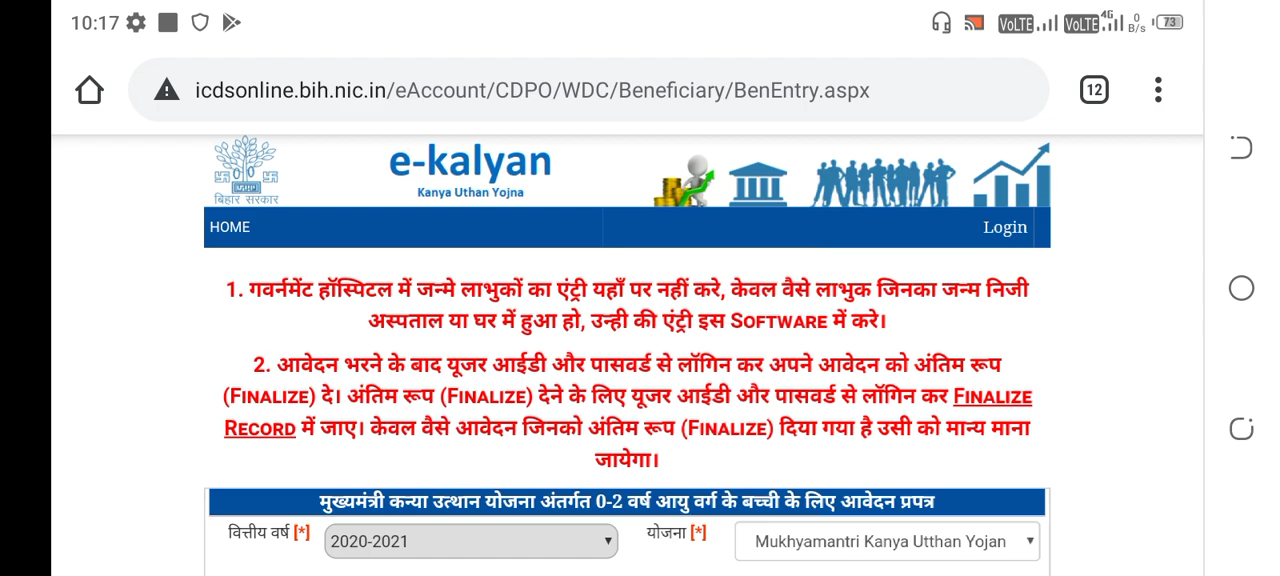 10:17
VoLTE VoLTE 4G 0 B/s 73
icdsonline.bih.nic.in/eAccount/CDPO/WDC/Beneficiary/BenEntry.aspx
12
बिहार सरकार
e-kalyan
Kanya Uthan Yojna
HOME Login
1. गवर्नमेंट हॉस्पिटल में जन्मे लाभुकों का एंट्री यहाँ पर नहीं करे, केवल वैसे लाभुक जिनका जन्म निजी
अस्पताल या घर में हुआ हो, उन्ही की एंट्री इस SOFTWARE में करे।
2. आवेदन भरने के बाद यूजर आईडी और पासवर्ड से लॉगिन कर अपने आवेदन को अंतिम रूप
(FINALIZE) दे। अंतिम रूप (FINALIZE) देने के लिए यूजर आईडी और पासवर्ड से लॉगिन कर FINALIZE
RECORD में जाए। केवल वैसे आवेदन जिनको अंतिम रूप (FINALIZE) दिया गया है उसी को मान्य माना
जायेगा।
मुख्यमंत्री कन्या उत्थान योजना अंतर्गत 0-2 वर्ष आयु वर्ग के बच्ची के लिए आवेदन प्रपत्र
वित्तीय वर्ष [*] 2020-2021 योजना [*] Mukhyamantri Kanya Utthan Yojan